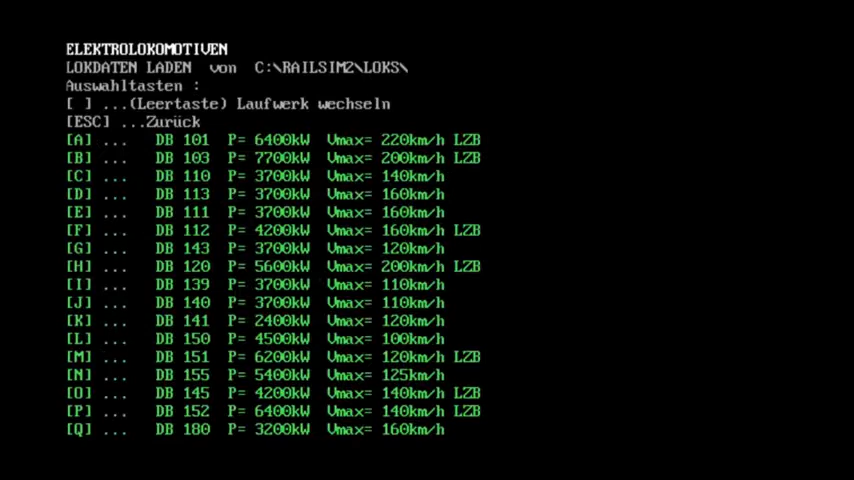 ELEKTROLOKOMOTIVEN
LOKDATEN LADEN von C:\RAILSIM2\LOKS\
Auswahltasten :
[ ] ...(Leertaste) Laufwerk wechseln
[ESC] ...Zurück
[A] ... DB 101 P= 6400kW Vmax= 220km/h LZB
[B] ... DB 103 P= 7700kW Vmax= 200km/h LZB
[C] ... DB 110 P= 3700kW Vmax= 140km/h
[D] ... DB 113 P= 3700kW Vmax= 160km/h
[E] ... DB 111 P= 3700kW Vmax= 160km/h
[F] ... DB 112 P= 4200kW Vmax= 160km/h LZB
[G] ... DB 143 P= 3700kW Vmax= 120km/h
[H] ... DB 120 P= 5600kW Vmax= 200km/h LZB
[I] ... DB 139 P= 3700kW Vmax= 110km/h
[J] ... DB 140 P= 3700kW Vmax= 110km/h
[K] ... DB 141 P= 2400kW Vmax= 120km/h
[L] ... DB 150 P= 4500kW Vmax= 100km/h
[M] ... DB 151 P= 6200kW Vmax= 120km/h LZB
[N] ... DB 155 P= 5400kW Vmax= 125km/h
[O] ... DB 145 P= 4200kW Vmax= 140km/h LZB
[P] ... DB 152 P= 6400kW Vmax= 140km/h LZB
[Q] ... DB 180 P= 3200kW Vmax= 160km/h